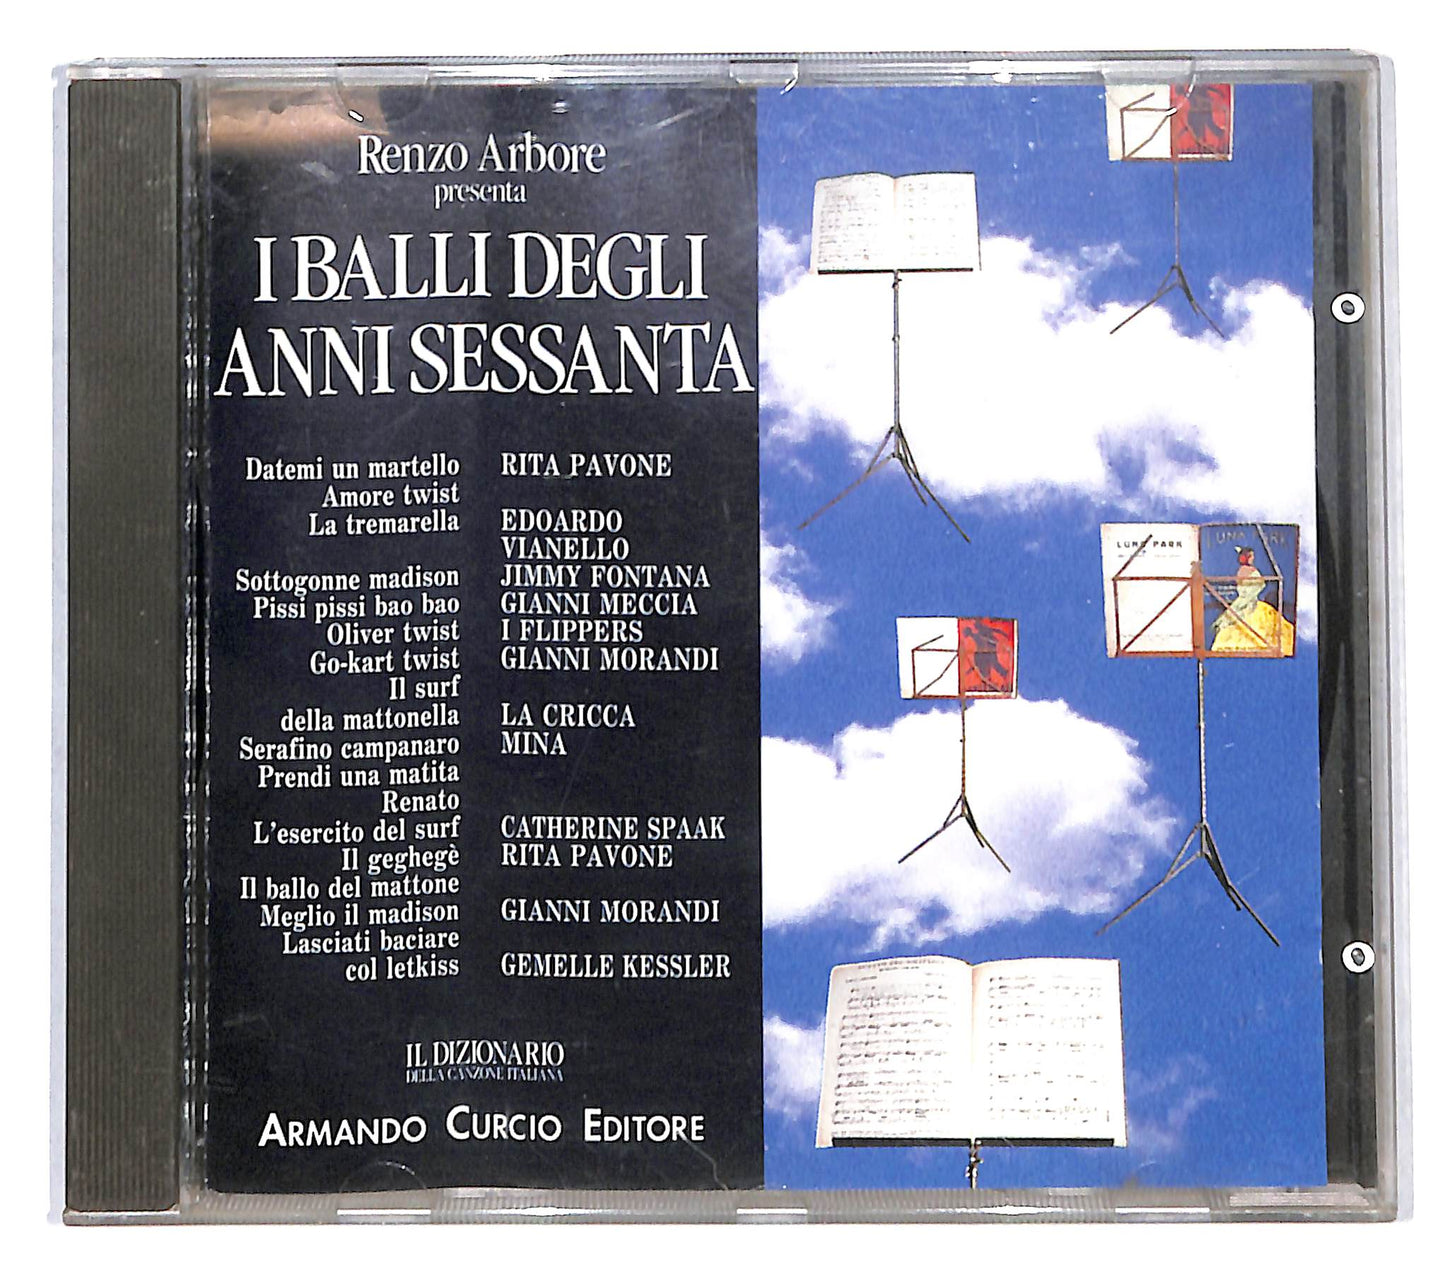 Renzo Arbore
presenta
I BALLI DEGLI
ANNI SESSANTA
Datemi un martello RITA PAVONE
Amore twist
La tremarella EDOARDO
VIANELLO
Sottogonne madison JIMMY FONTANA
Pissi pissi bao bao GIANNI MECCIA
Oliver twist I FLIPPERS
Go-kart twist GIANNI MORANDI
Il surf
della mattonella LA CRICCA
Serafino campanaro MINA
Prendi una matita
Renato
L'esercito del surf CATHERINE SPAAK
Il geghegè RITA PAVONE
Il ballo del mattone
Meglio il madison GIANNI MORANDI
Lasciati baciare
col letkiss GEMELLE KESSLER
IL DIZIONARIO
DELLA CANZONE ITALIANA
ARMANDO CURCIO EDITORE
LUNA PARK
LUNA PARK